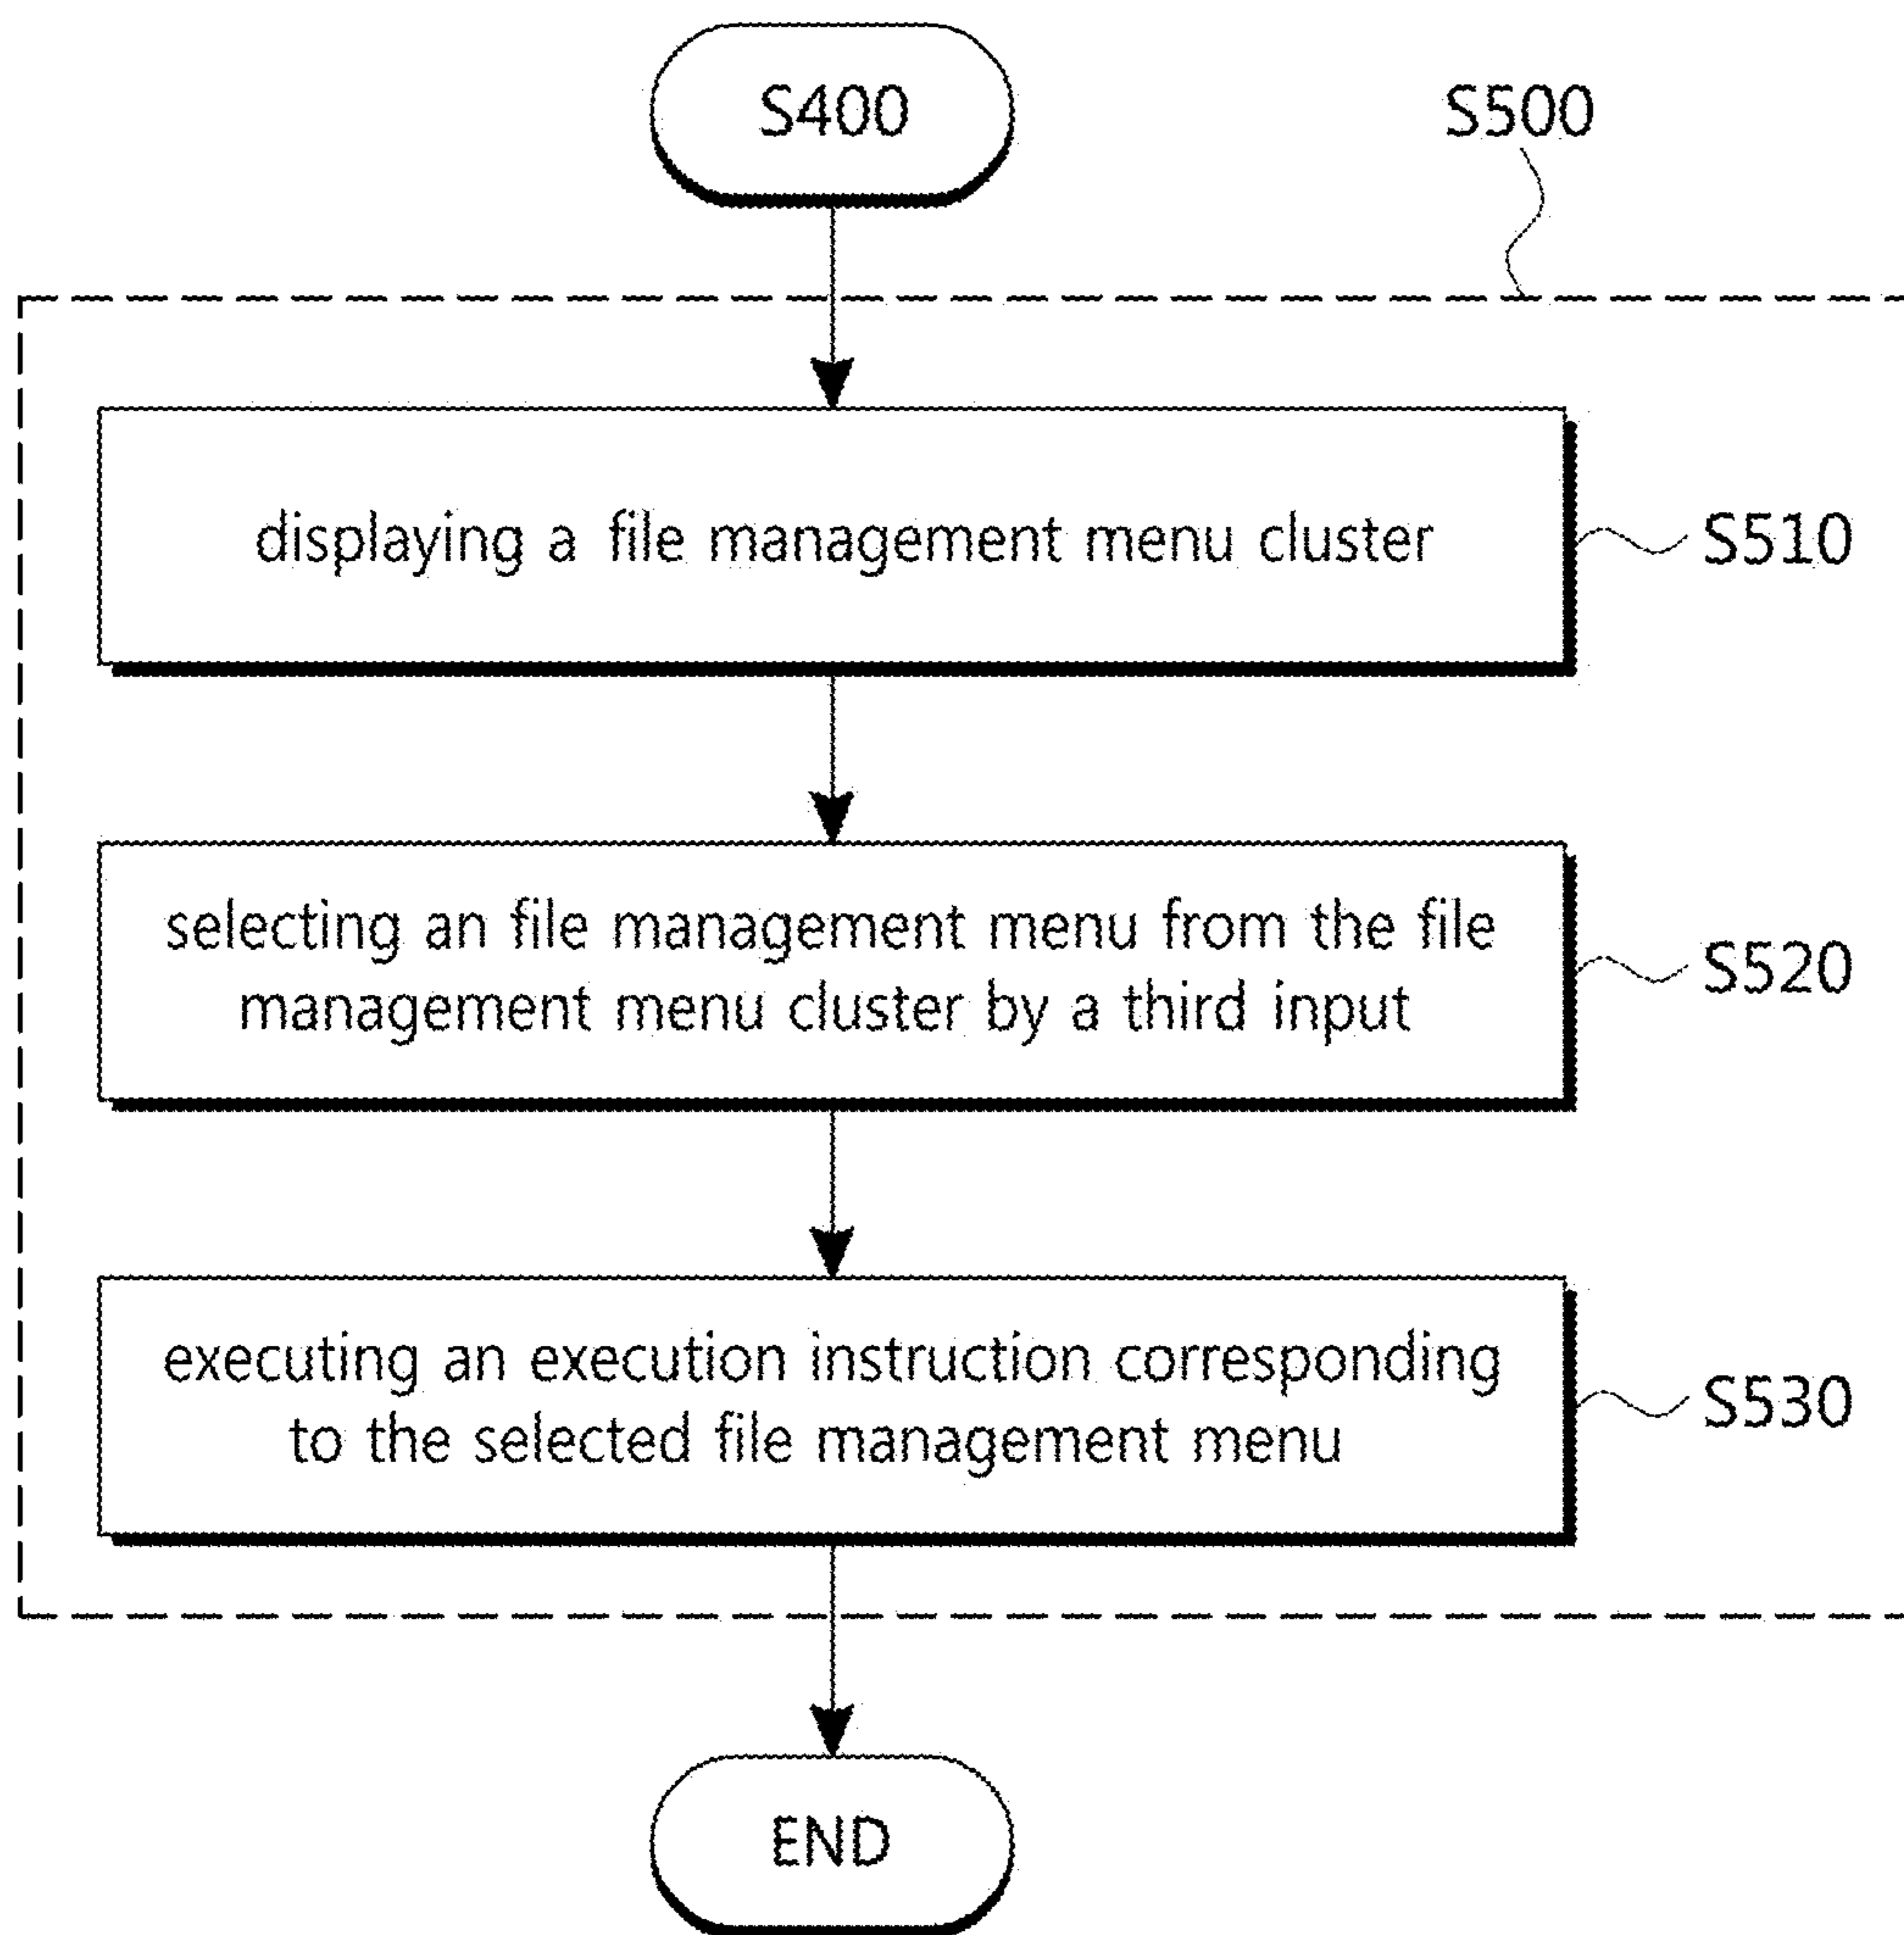 S400
S500
displaying a file management menu cluster
S510
selecting an file management menu from the file
management menu cluster by a third input
S520
executing an execution instruction corresponding
to the selected file management menu
S530
END